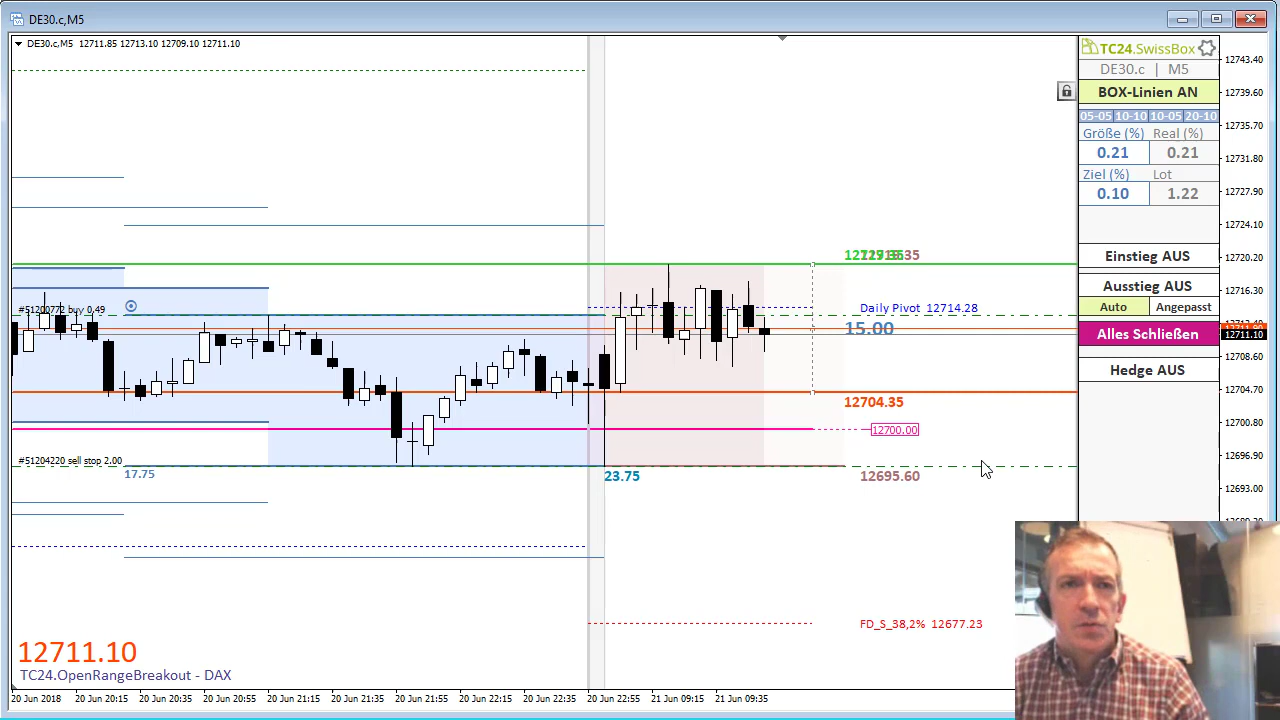 DE30.c,M5
DE30.c,M5 12711.85 12713.10 12709.10 12711.10
TC24.SwissBox
DE30.c | M5
BOX-Linien AN
05-05 10-10 10-05 20-10
Größe (%) Real (%)
0.21 0.21
Ziel (%) Lot
0.10 1.22
Einstieg AUS
Ausstieg AUS
Auto Angepasst
Alles Schließen
Hedge AUS
12743.40
12739.60
12735.70
12731.80
12727.90
12724.10
12720.20
12716.30
12711.10
12708.60
12704.70
12700.80
12696.90
12693.00
#51200772 buy 0.49
Daily Pivot 12714.28
15.00
12704.35
12700.00
#51204220 sell stop 2.00
17.75
23.75
12695.60
FD_S_38,2% 12677.23
12711.10
TC24.OpenRangeBreakout - DAX
20 Jun 2018 20 Jun 20:15 20 Jun 20:35 20 Jun 20:55 20 Jun 21:15 20 Jun 21:35 20 Jun 21:55 20 Jun 22:15 20 Jun 22:35 20 Jun 22:55 21 Jun 09:15 21 Jun 09:35